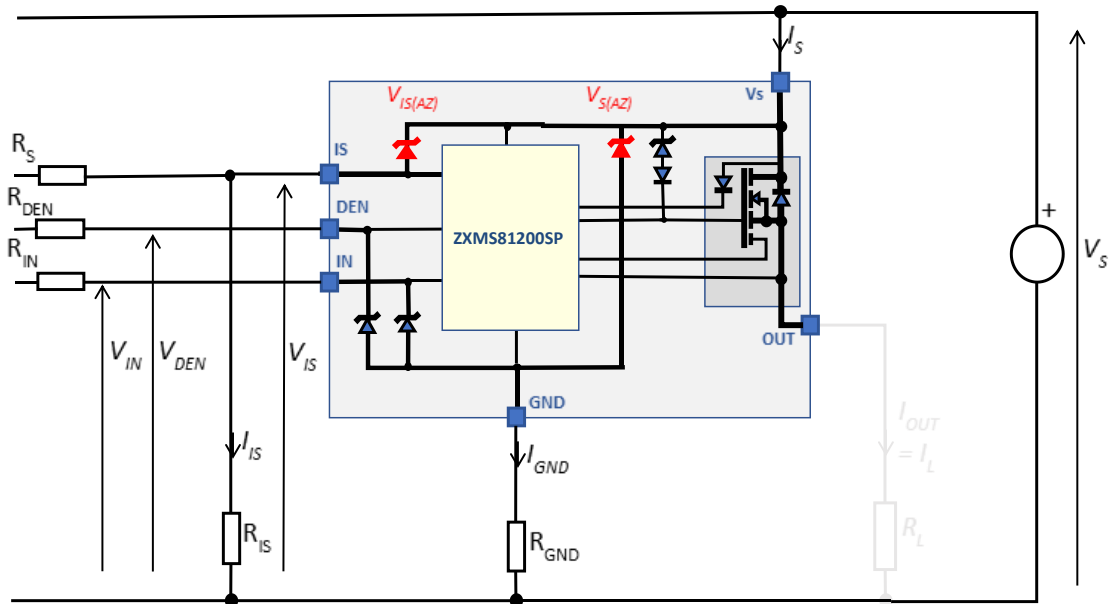 I_S
V_IS(AZ)
V_S(AZ)
Vs
R_S
IS
R_DEN
DEN
ZXMS81200SP
R_IN
IN
+
V_S
OUT
V_IN
V_DEN
V_IS
GND
I_OUT
= I_L
I_IS
I_GND
R_IS
R_GND
R_L